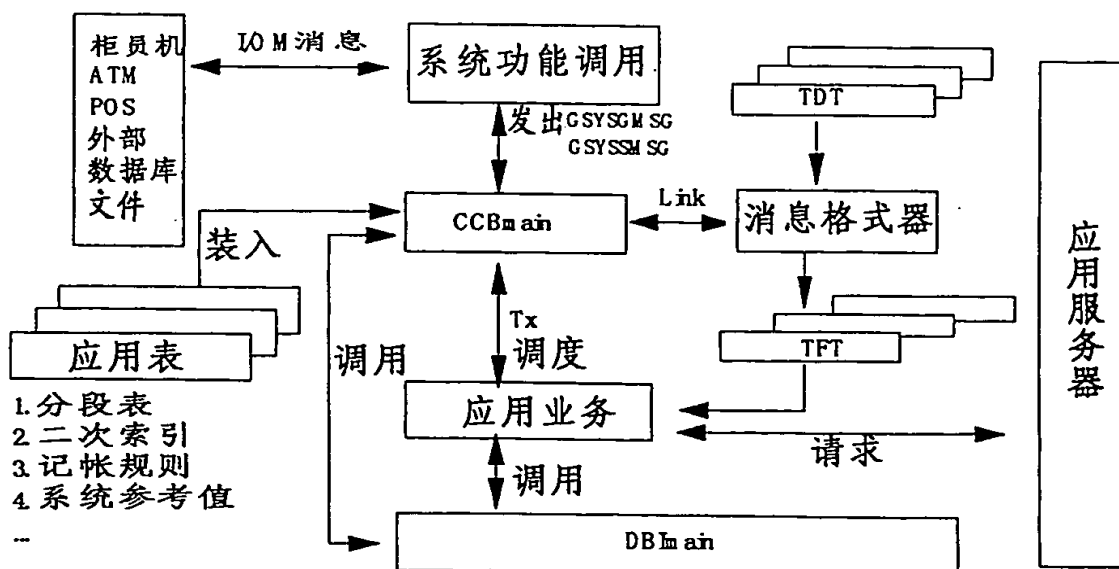 柜员机
ATM
POS
外部
数据库
文件
IOM消息
系统功能调用
发出GSYSGMSG
GSYSSMSG
TDT
CCBmain
Link
消息格式器
装入
应用表
1.分段表
2.二次索引
3.记帐规则
4.系统参考值
...
调用
Tx
调度
TFT
应用业务
请求
调用
DBImain
应用服务器